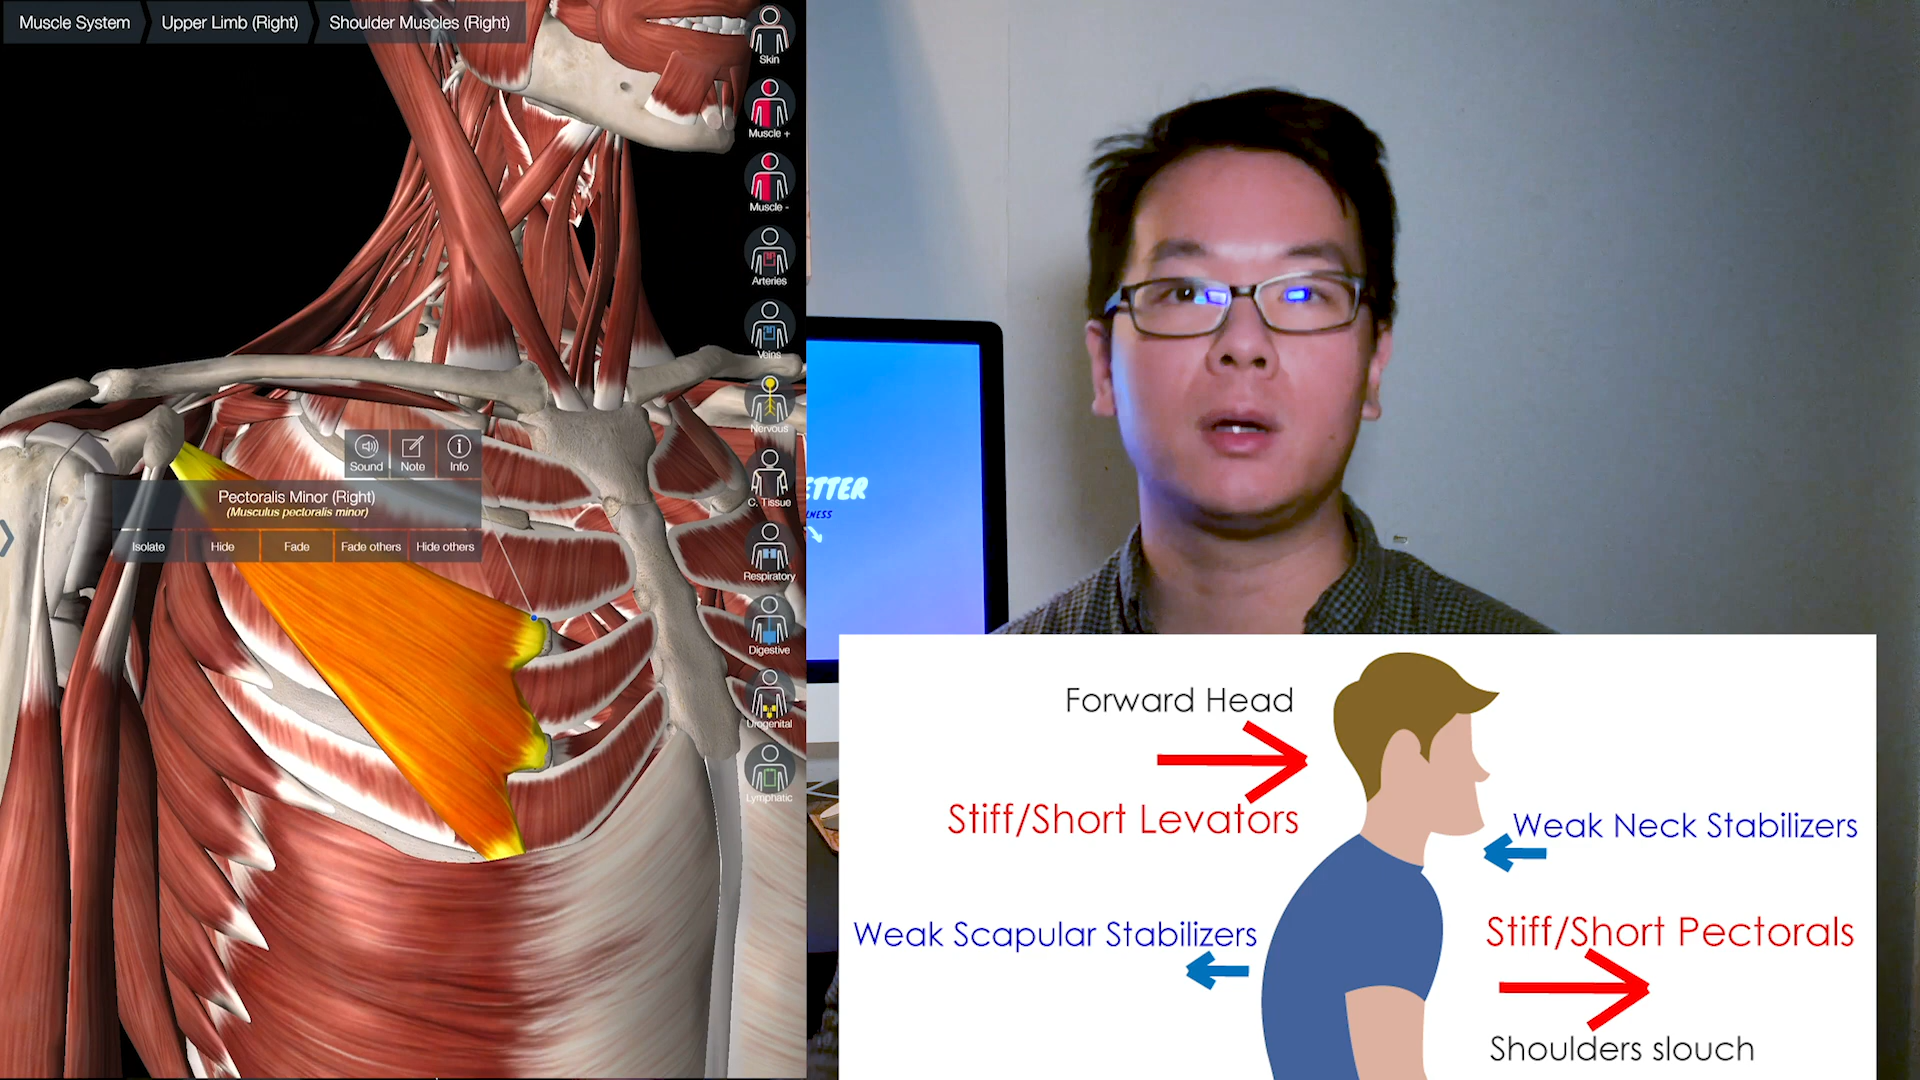 Muscle System
Upper Limb (Right)
Shoulder Muscles (Right)
Skin
Muscle +
Muscle -
Arteries
Veins
Nervous
C. Tissue
Respiratory
Digestive
Urogenital
Lymphatic
Sound
Note
Info
Pectoralis Minor (Right)
(Musculus pectoralis minor)
Isolate
Hide
Fade
Fade others
Hide others
ETTER
LNESS
Forward Head
Stiff/Short Levators
Weak Neck Stabilizers
Weak Scapular Stabilizers
Stiff/Short Pectorals
Shoulders slouch